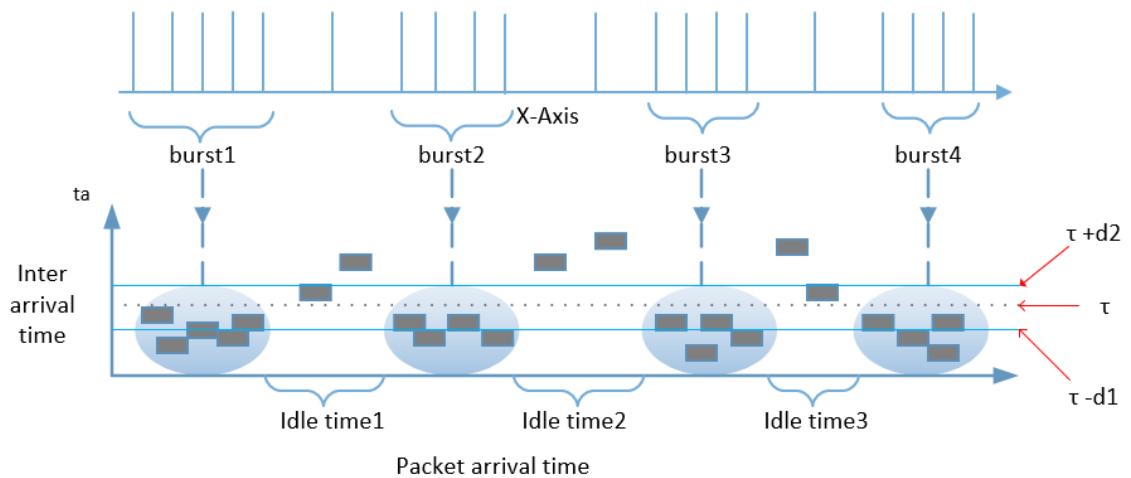 X-Axis
burst1
burst2
burst3
burst4
ta
τ +d2
Inter
arrival
time
τ
τ -d1
Idle time1
Idle time2
Idle time3
Packet arrival time